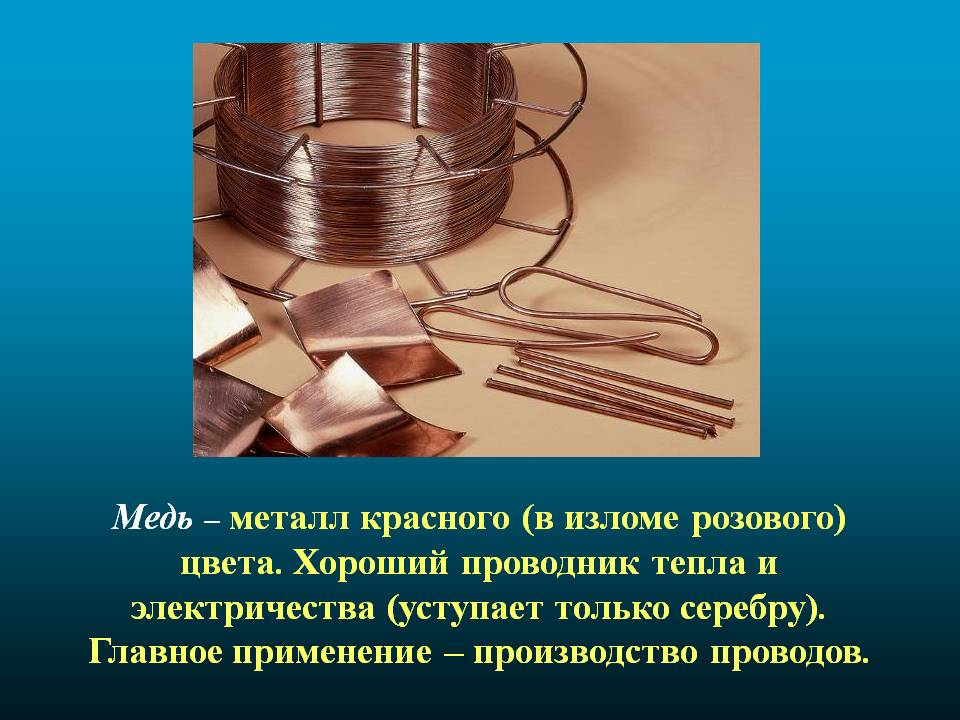 Медь – металл красного (в изломе розового)
цвета. Хороший проводник тепла и
электричества (уступает только серебру).
Главное применение – производство проводов.